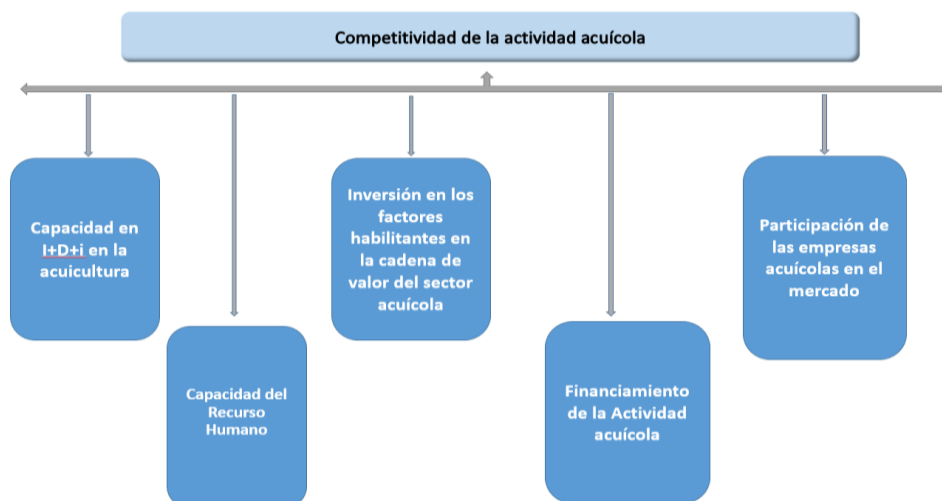 Competitividad de la actividad acuícola
Capacidad en
I+D+i en la
acuicultura
Capacidad del
Recurso
Humano
Inversión en los
factores
habilitantes en
la cadena de
valor del sector
acuícola
Financiamiento
de la Actividad
acuícola
Participación de
las empresas
acuícolas en el
mercado